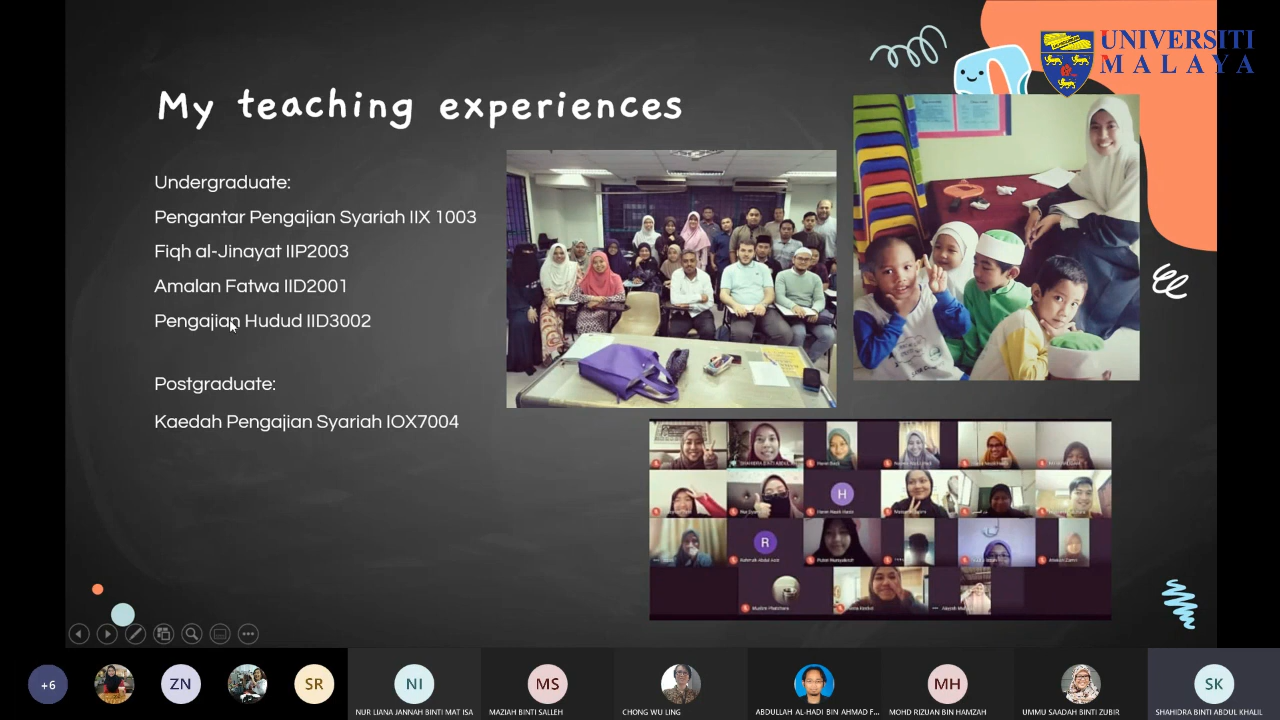 UNIVERSITI
MALAYA
My teaching experiences
Undergraduate:
Pengantar Pengajian Syariah IIX 1003
Fiqh al-Jinayat IIP2003
Amalan Fatwa IID2001
Pengajian Hudud IID3002
Postgraduate:
Kaedah Pengajian Syariah IOX7004
H
R
+6
ZN
SR
NI
MS
MH
SK
NUR LIANA JANNAH BINTI MAT ISA
MAZIAH BINTI SALLEH
CHONG WU LING
ABDULLAH AL-HADI BIN AHMAD F...
MOHD RIZUAN BIN HAMZAH
UMMU SAADAH BINTI ZUBIR
SHAHIDRA BINTI ABDUL KHALIL